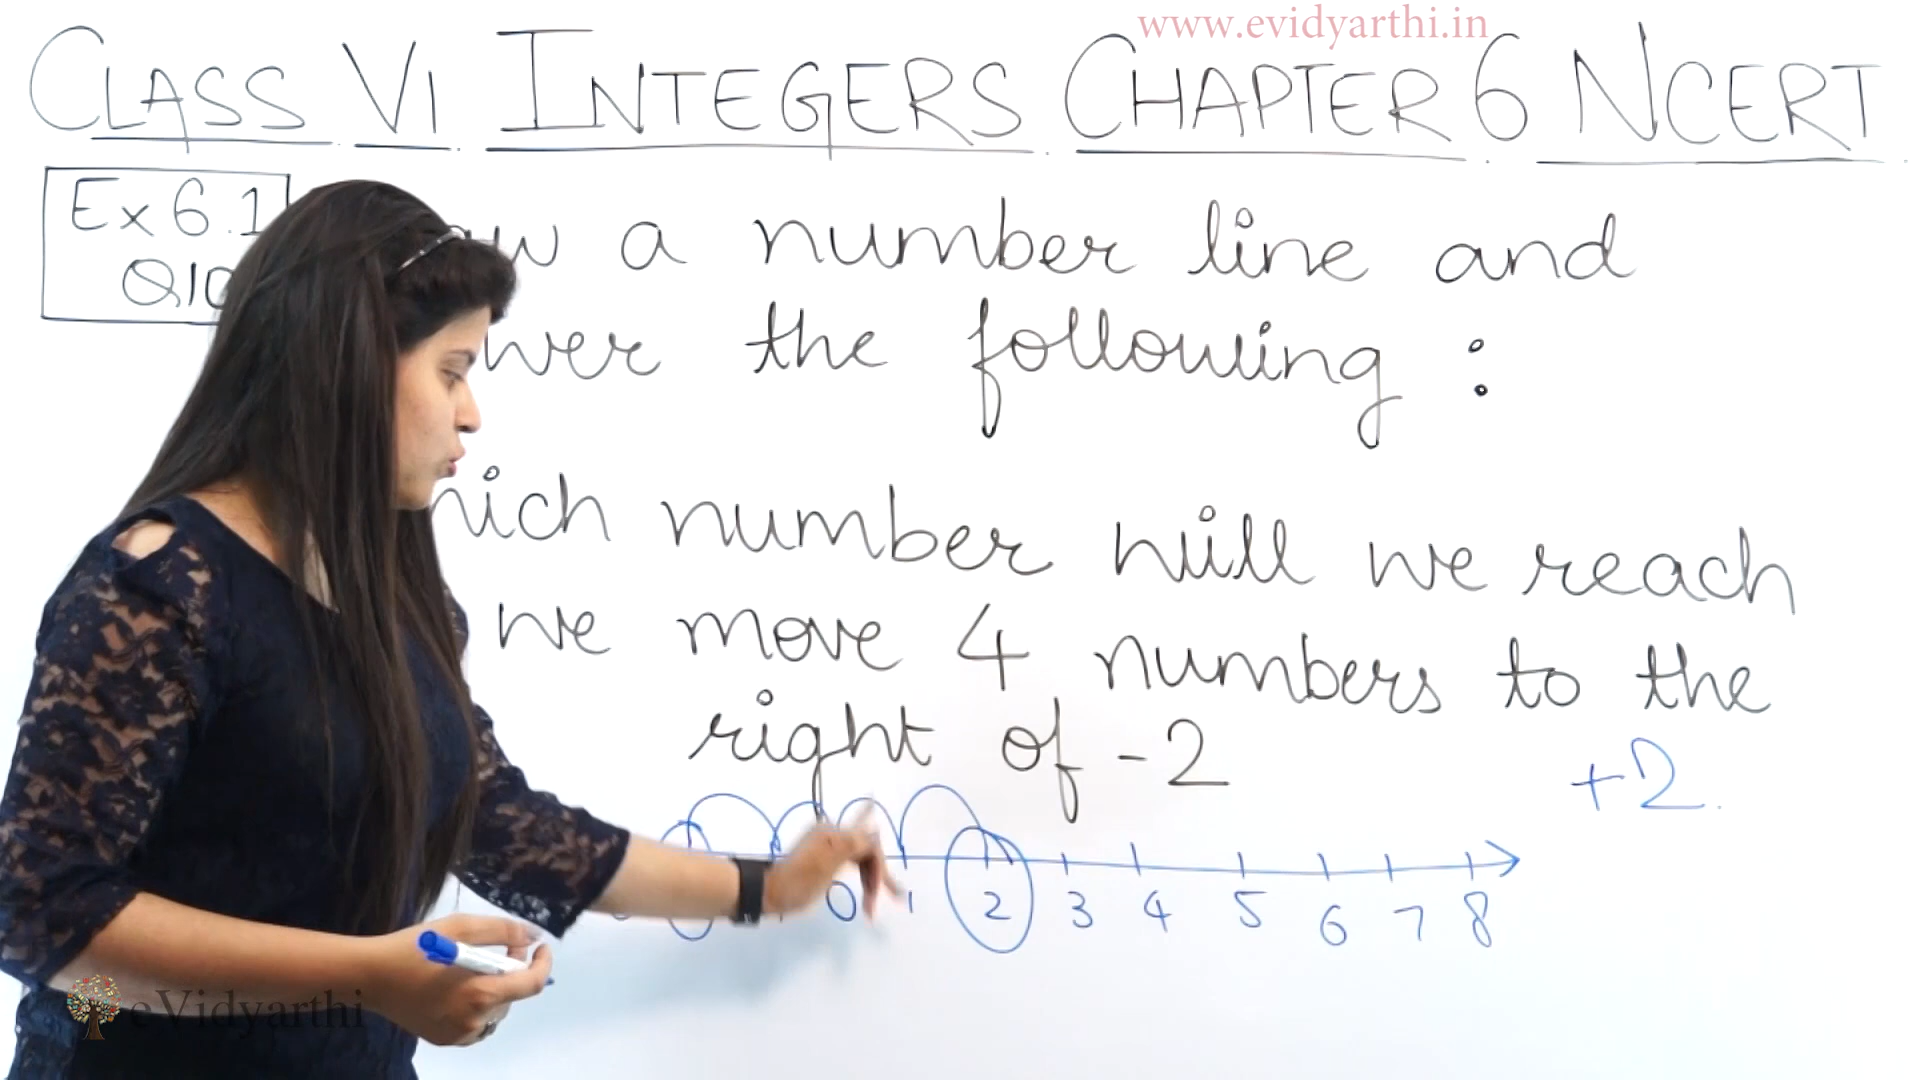 www.evidyarthi.in
CLASS VI INTEGERS CHAPTER 6 NCERT
Ex 6.1
Q10
a number line and
the following :
number will we reach
we move 4 numbers to the
right of -2
+2
0 1 2 3 4 5 6 7 8
eVidyarthi